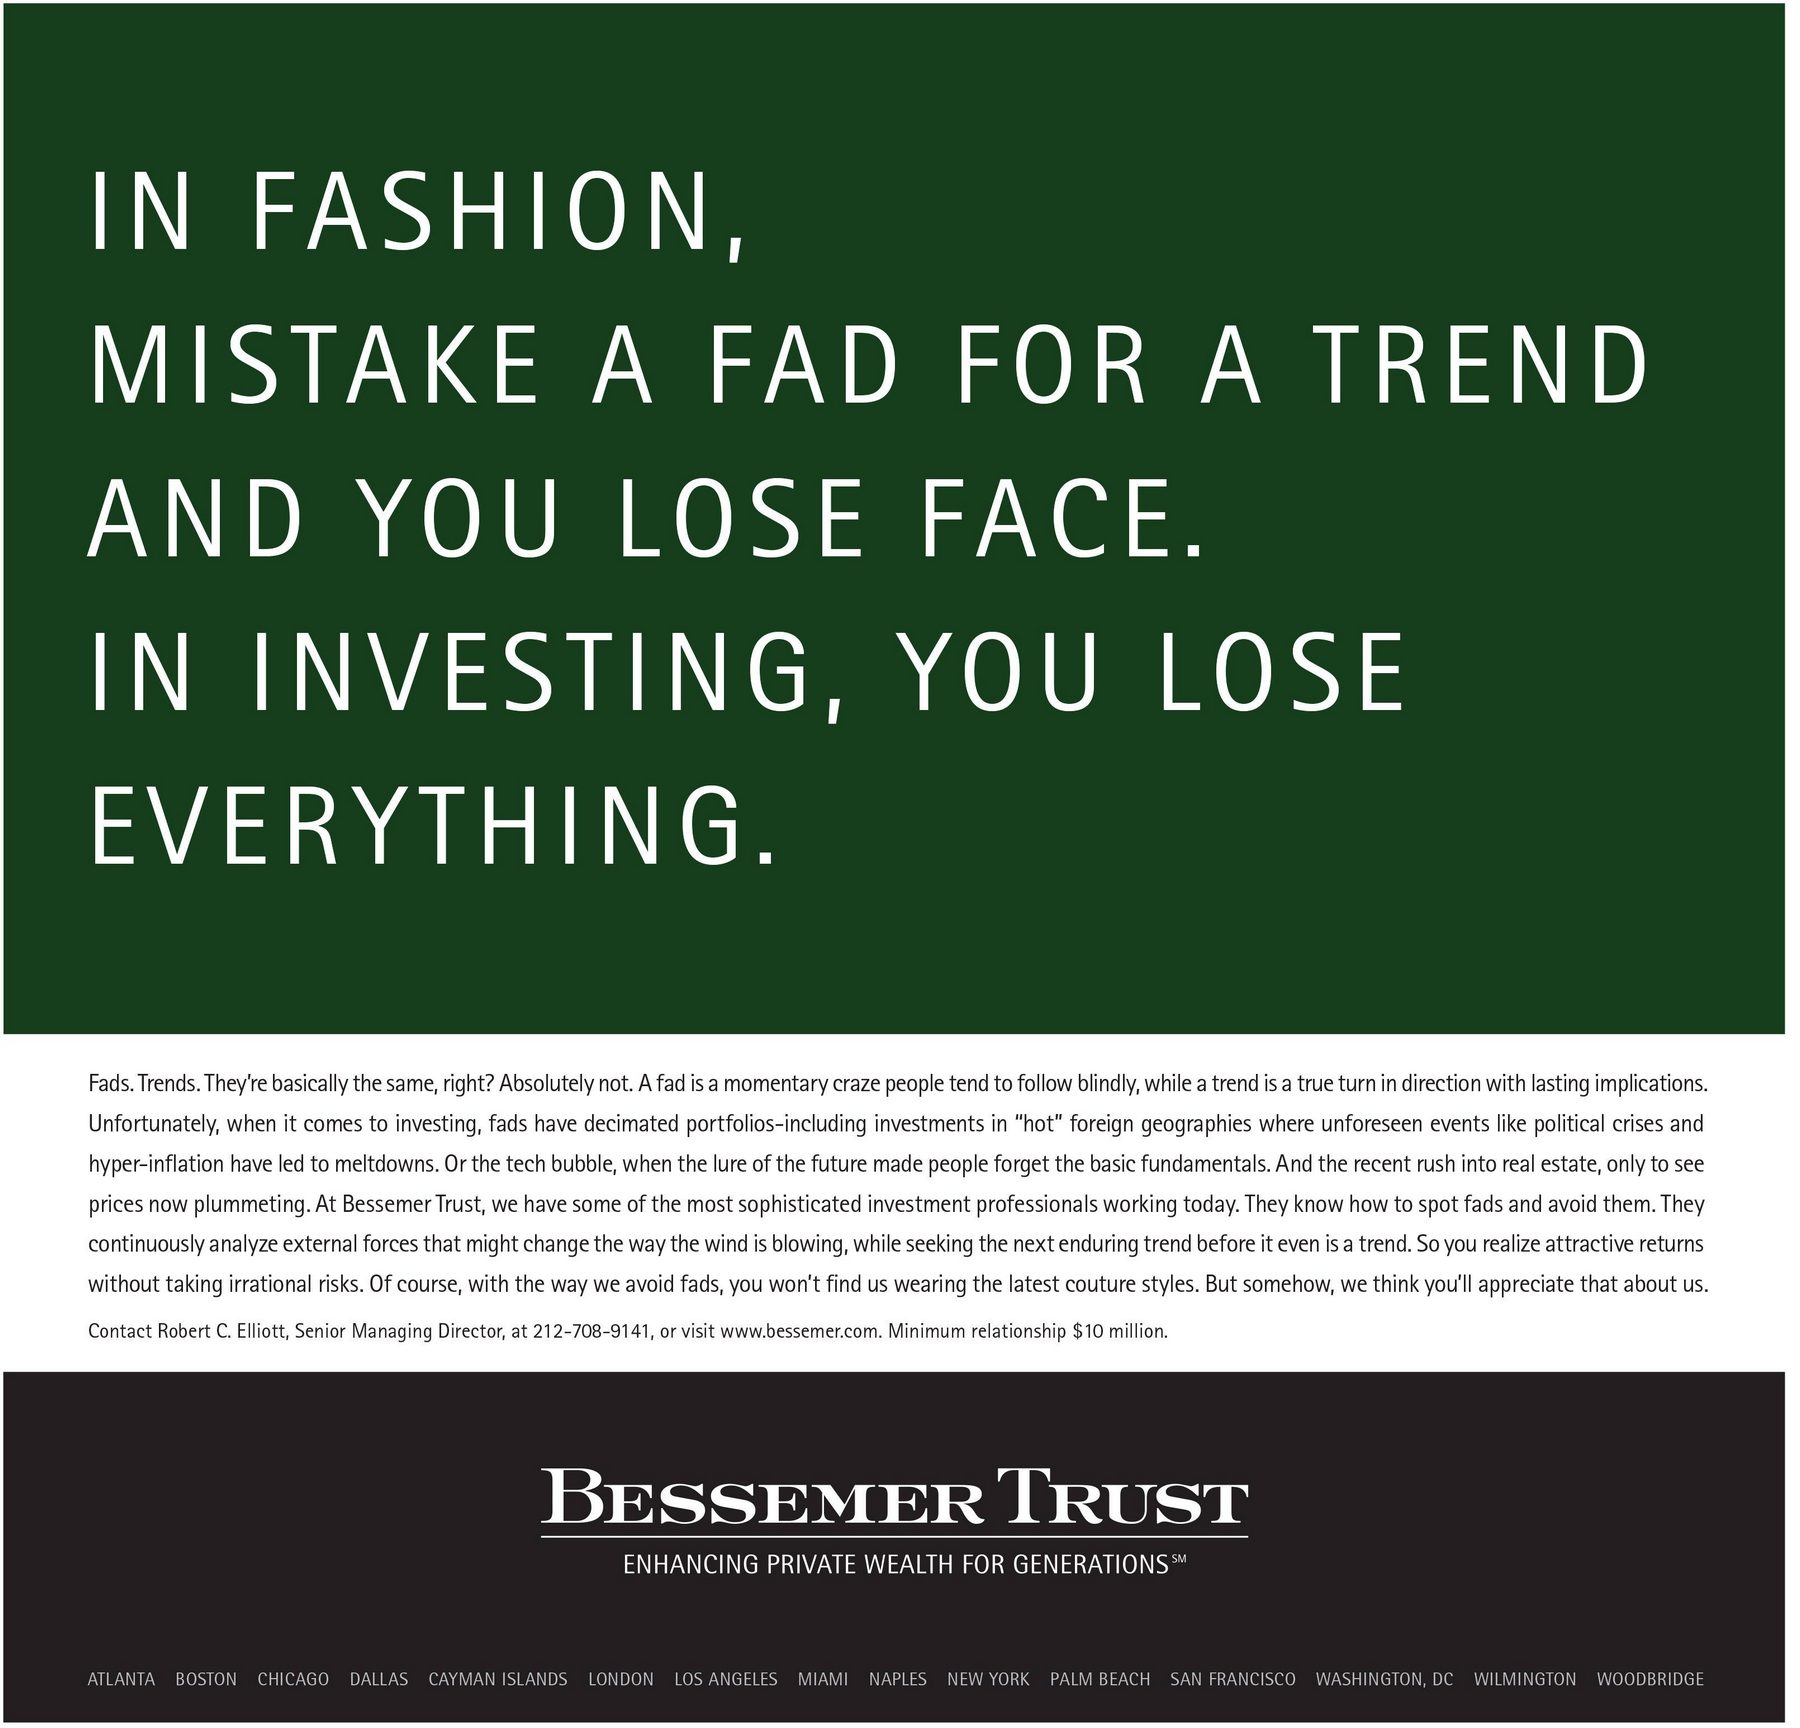 IN FASHION,
MISTAKE A FAD FOR A TREND
AND YOU LOSE FACE.
IN INVESTING, YOU LOSE
EVERYTHING.
Fads. Trends. They're basically the same, right? Absolutely not. A fad is a momentary craze people tend to follow blindly, while a trend is a true turn in direction with lasting implications.
Unfortunately, when it comes to investing, fads have decimated portfolios-including investments in “hot” foreign geographies where unforeseen events like political crises and
hyper-inflation have led to meltdowns. Or the tech bubble, when the lure of the future made people forget the basic fundamentals. And the recent rush into real estate, only to see
prices now plummeting. At Bessemer Trust, we have some of the most sophisticated investment professionals working today. They know how to spot fads and avoid them. They
continuously analyze external forces that might change the way the wind is blowing, while seeking the next enduring trend before it even is a trend. So you realize attractive returns
without taking irrational risks. Of course, with the way we avoid fads, you won't find us wearing the latest couture styles. But somehow, we think you'll appreciate that about us.
Contact Robert C. Elliott, Senior Managing Director, at 212-708-9141, or visit www.bessemer.com. Minimum relationship $10 million.
BESSEMER TRUST
ENHANCING PRIVATE WEALTH FOR GENERATIONS℠
ATLANTA BOSTON CHICAGO DALLAS CAYMAN ISLANDS LONDON LOS ANGELES MIAMI NAPLES NEW YORK PALM BEACH SAN FRANCISCO WASHINGTON, DC WILMINGTON WOODBRIDGE